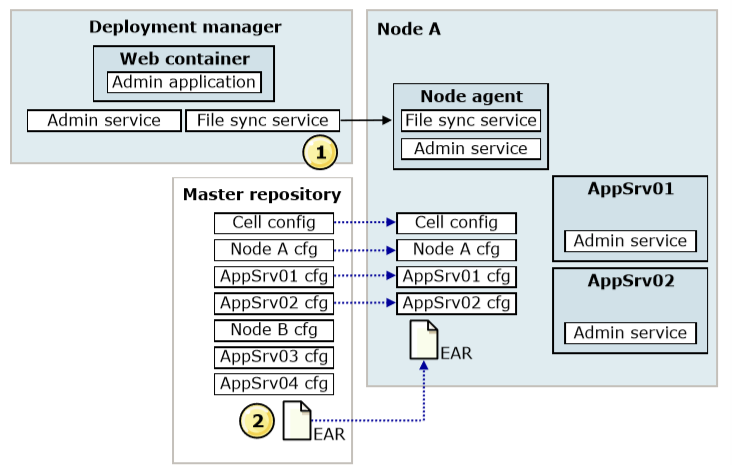 Deployment manager
Web container
Admin application
Admin service
File sync service
1
Master repository
Cell config
Node A cfg
AppSrv01 cfg
AppSrv02 cfg
Node B cfg
AppSrv03 cfg
AppSrv04 cfg
2
EAR
Node A
Node agent
File sync service
Admin service
Cell config
Node A cfg
AppSrv01 cfg
AppSrv02 cfg
EAR
AppSrv01
Admin service
AppSrv02
Admin service